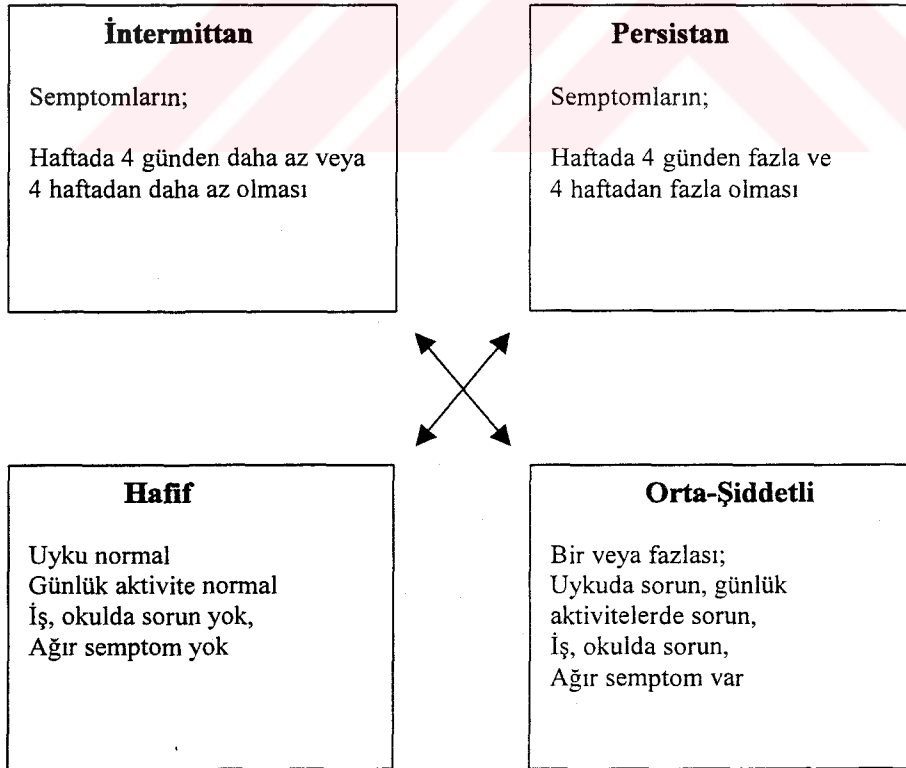 İntermittan
Semptomların;
Haftada 4 günden daha az veya
4 haftadan daha az olması
Persistan
Semptomların;
Haftada 4 günden fazla ve
4 haftadan fazla olması
Hafif
Uyku normal
Günlük aktivite normal
İş, okulda sorun yok,
Ağır semptom yok
Orta-Şiddetli
Bir veya fazlası;
Uykuda sorun, günlük
aktivitelerde sorun,
İş, okulda sorun,
Ağır semptom var